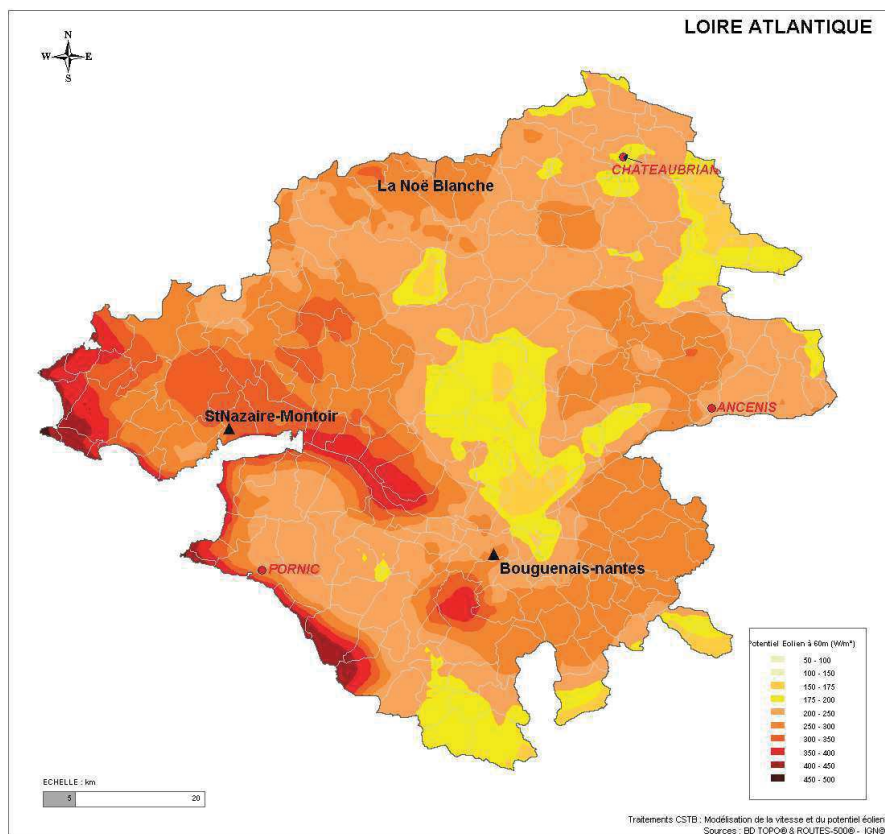 LOIRE ATLANTIQUE
N
W E
S
CHÂTEAUBRIAN
La Noë Blanche
StNazaire-Montoir
ANCENIS
PORNIC
Bouguenais-nantes
Potentiel Eolien à 60m (W/m²)
50 - 100
100 - 150
150 - 175
175 - 200
200 - 250
250 - 300
300 - 350
350 - 400
400 - 450
450 - 500
ECHELLE : km
5 20
Traitements CSTB : Modélisation de la vitesse et du potentiel éolien
Sources : BD TOPO® & ROUTES-500® - IGN®